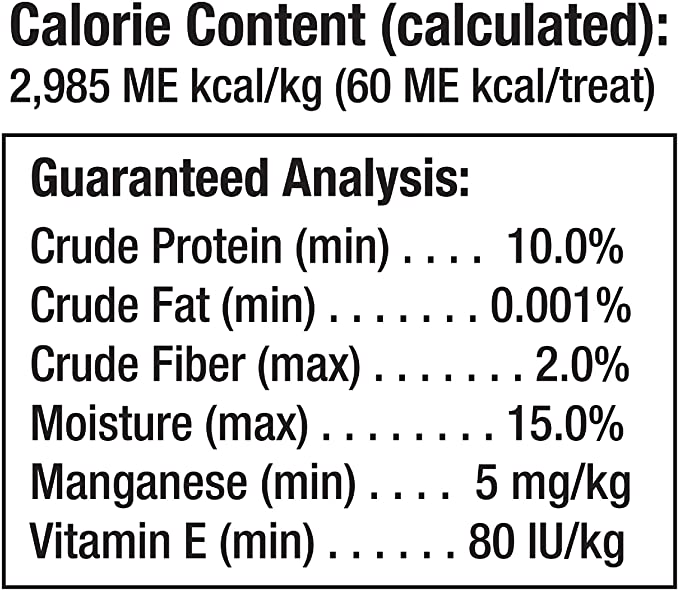 Calorie Content (calculated):
2,985 ME kcal/kg (60 ME kcal/treat)
Guaranteed Analysis:
Crude Protein (min) . . . . 10.0%
Crude Fat (min) . . . . . . . 0.001%
Crude Fiber (max) . . . . . . . 2.0%
Moisture (max) . . . . . . . . 15.0%
Manganese (min) . . . . 5 mg/kg
Vitamin E (min) . . . . . . 80 IU/kg